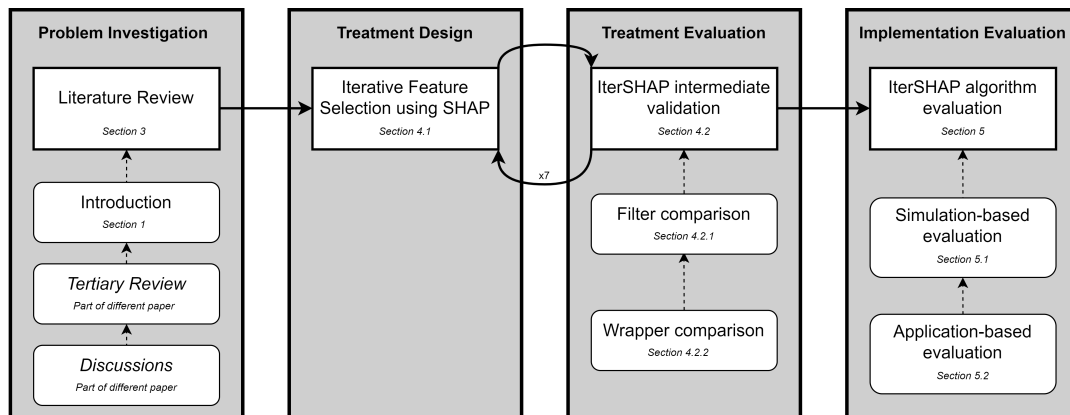 Problem Investigation
Literature Review
Section 3
Introduction
Section 1
Tertiary Review
Part of different paper
Discussions
Part of different paper
Treatment Design
Iterative Feature
Selection using SHAP
Section 4.1
x7
Treatment Evaluation
IterSHAP intermediate
validation
Section 4.2
Filter comparison
Section 4.2.1
Wrapper comparison
Section 4.2.2
Implementation Evaluation
IterSHAP algorithm
evaluation
Section 5
Simulation-based
evaluation
Section 5.1
Application-based
evaluation
Section 5.2